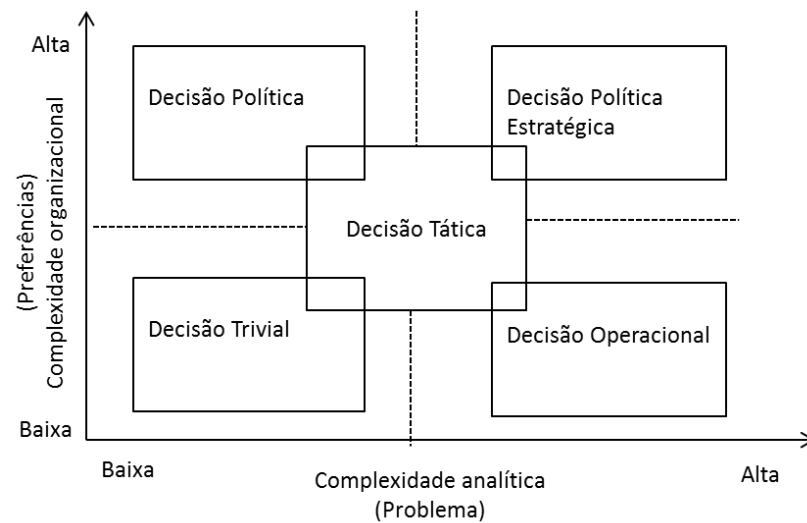 Alta
Decisão Política
Decisão Política
Estratégica
(Preferências)
Complexidade organizacional
Decisão Tática
Decisão Trivial
Decisão Operacional
Baixa
Baixa
Complexidade analítica
(Problema)
Alta